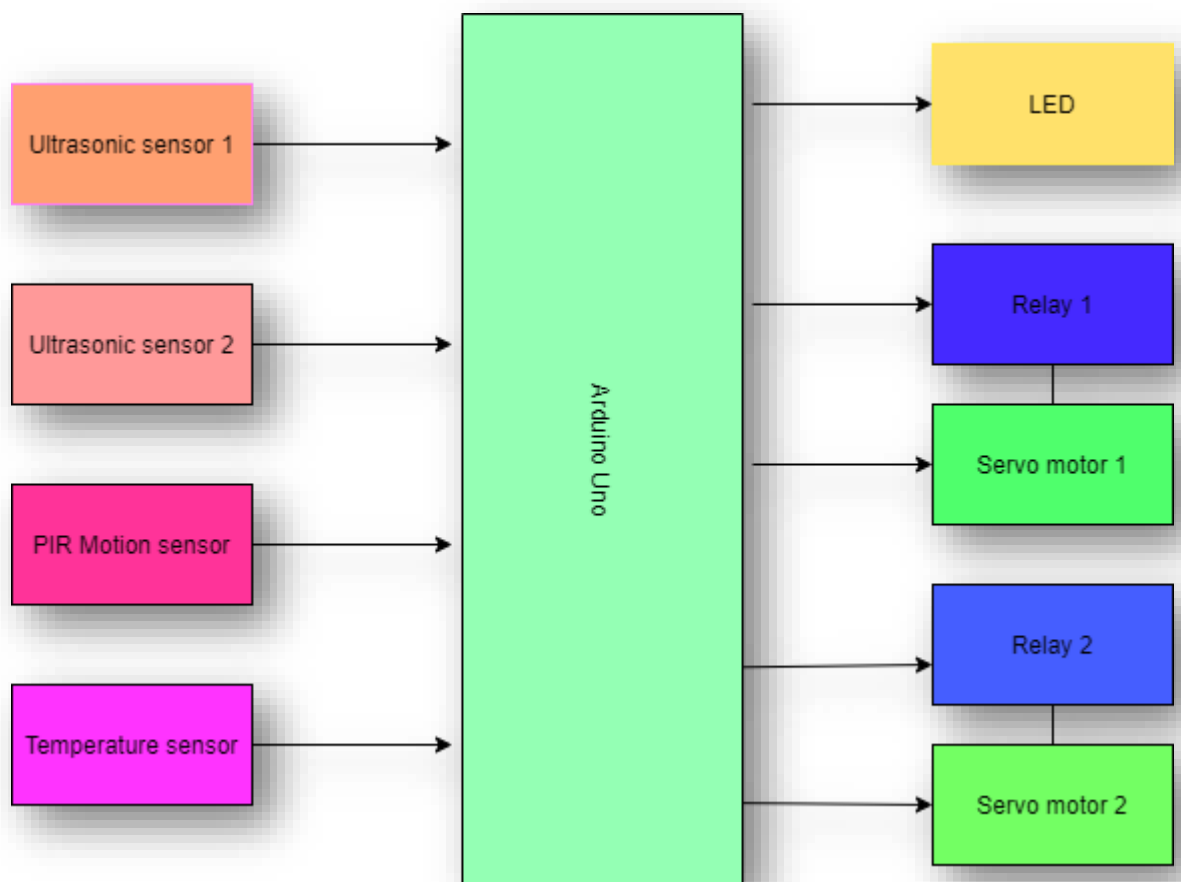 Ultrasonic sensor 1
Ultrasonic sensor 2
PIR Motion sensor
Temperature sensor
Arduino Uno
LED
Relay 1
Servo motor 1
Relay 2
Servo motor 2